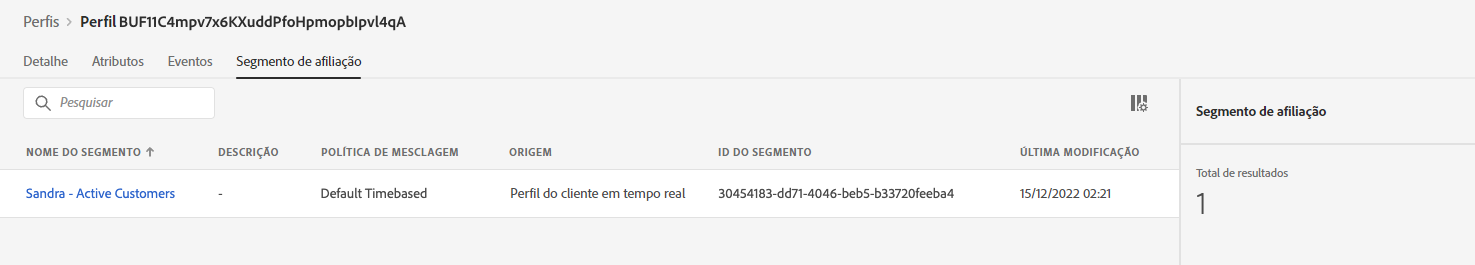 Perfis > Perfil BUF11C4mpv7x6KXuddPfoHpmopbIpvl4qA
Detalhe Atributos Eventos Segmento de afiliação
Pesquisar
Segmento de afiliação
NOME DO SEGMENTO ↑ DESCRIÇÃO POLÍTICA DE MESCLAGEM ORIGEM ID DO SEGMENTO ÚLTIMA MODIFICAÇÃO
Sandra - Active Customers - Default Timebased Perfil do cliente em tempo real 30454183-dd71-4046-beb5-b33720feeba4 15/12/2022 02:21
Total de resultados
1